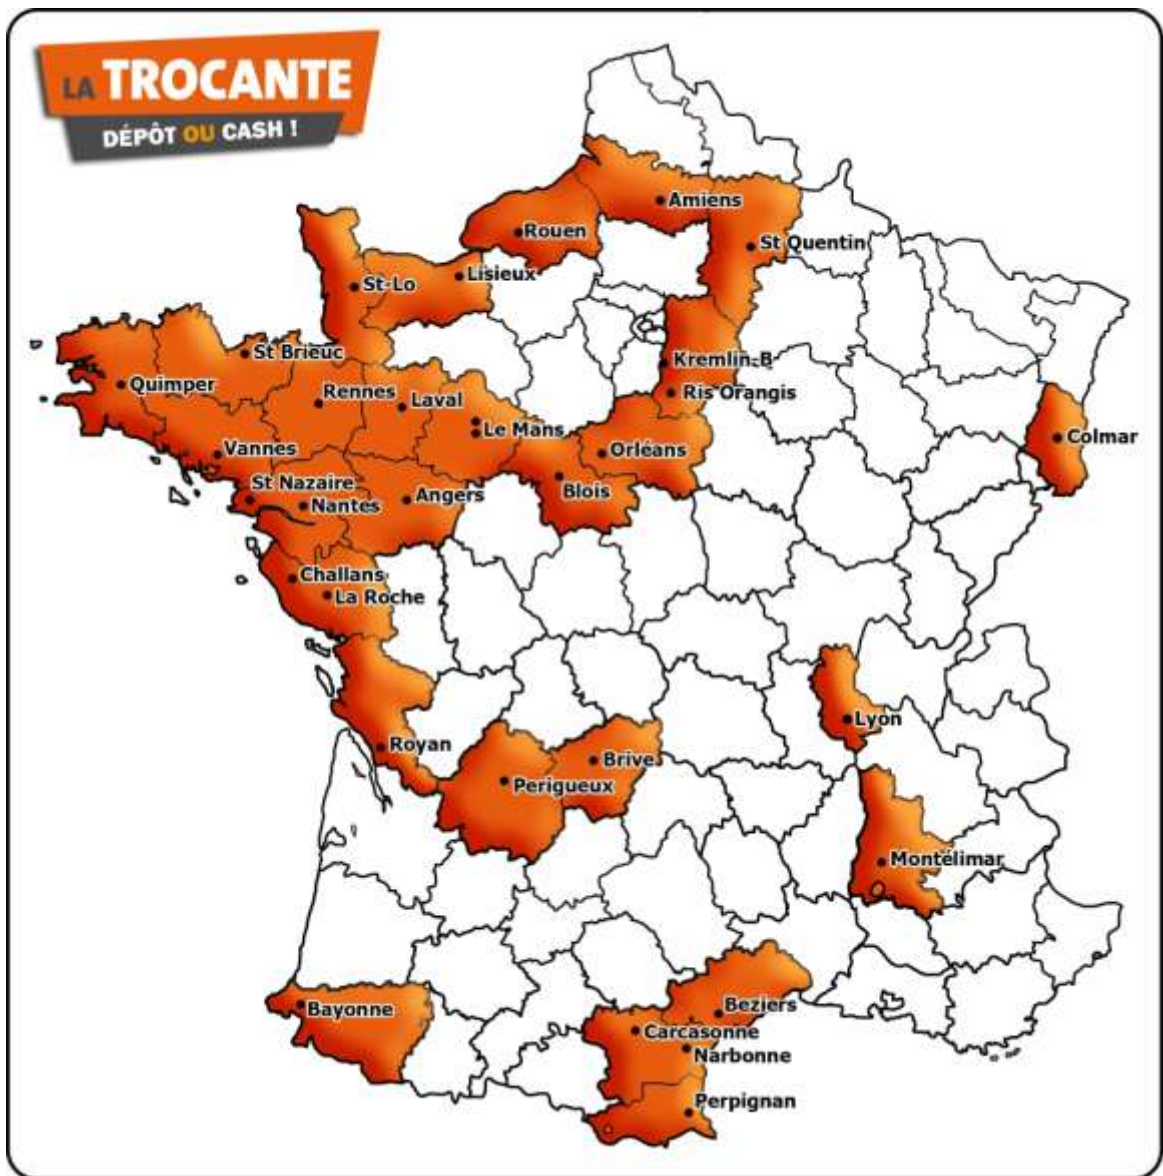 LA TROCANTE
DÉPÔT OU CASH !
Amiens
Rouen
St Quentin
Lisieux
St-Lo
St Brieuc
Kremlin-B
Quimper
Rennes
Laval
Ris Orangis
Le Mans
Colmar
Vannes
Orléans
St Nazaire
Angers
Blois
Nantes
Challans
La Roche
Lyon
Royan
Brive
Perigueux
Montélimar
Bayonne
Beziers
Carcasonne
Narbonne
Perpignan